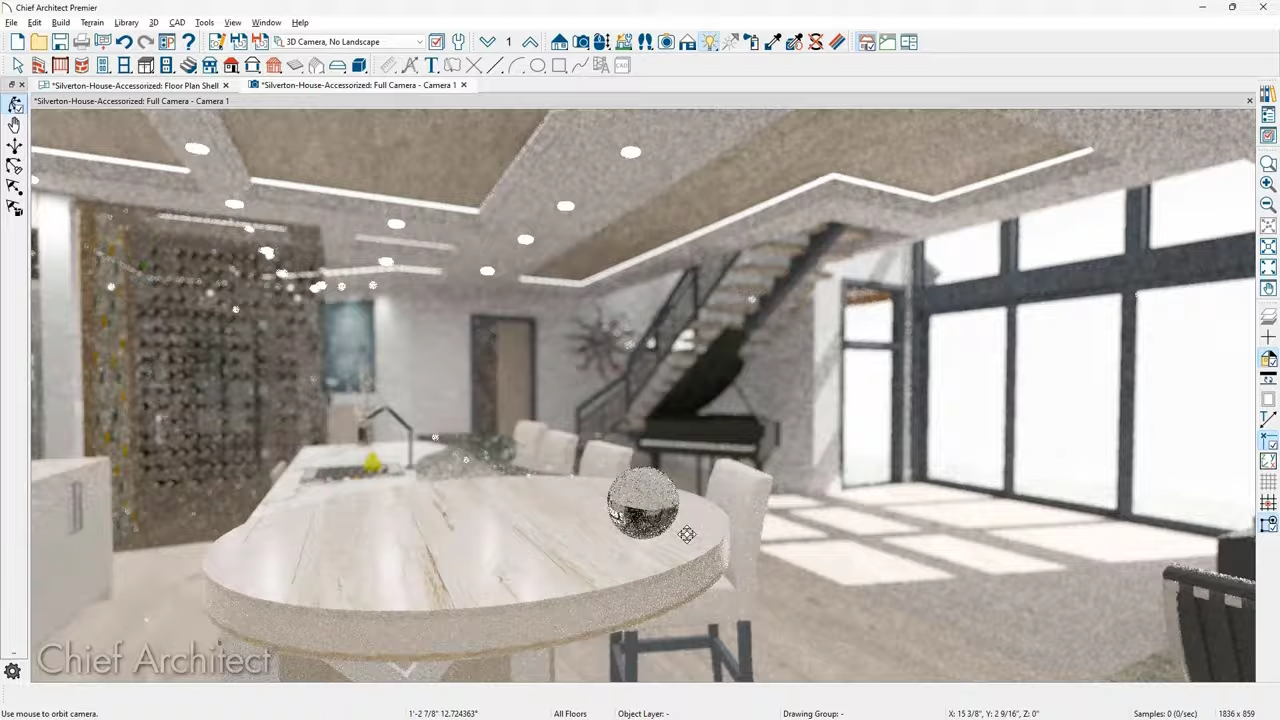 Chief Architect Premier
File Edit Build Terrain Library 3D CAD Tools View Window Help
3D Camera, No Landscape
1
*Silverton-House-Accessorized: Floor Plan Shell
*Silverton-House-Accessorized: Full Camera - Camera 1
*Silverton-House-Accessorized: Full Camera - Camera 1
Chief Architect
Use mouse to orbit camera. 1'-2 7/8" 12.724363° All Floors Object Layer: - Drawing Group: - X: 15 3/8", Y: 2 9/16", Z: 0" Samples: 0 (0/sec) 1836 x 859